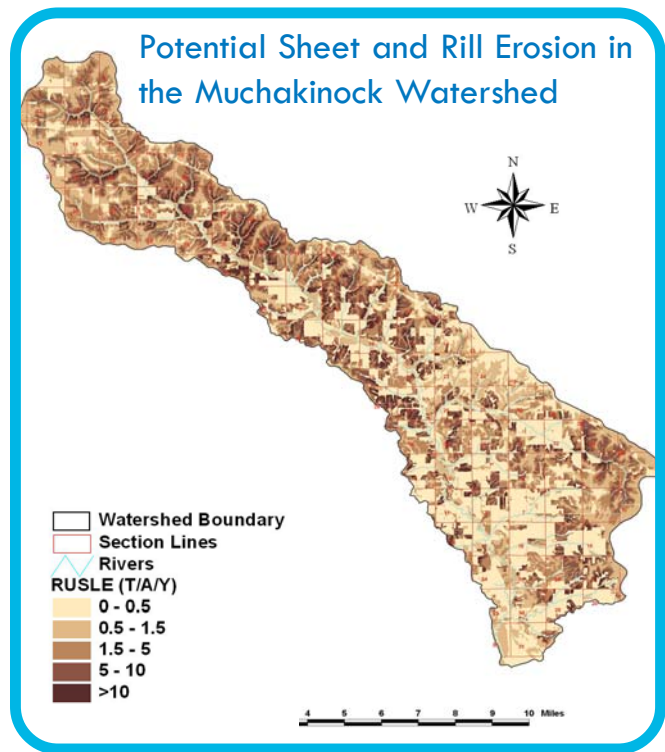 Potential Sheet and Rill Erosion in
the Muchakinock Watershed
N
W E
S
Watershed Boundary
Section Lines
Rivers
RUSLE (T/A/Y)
0 - 0.5
0.5 - 1.5
1.5 - 5
5 - 10
>10
4 5 6 7 8 9 10 Miles